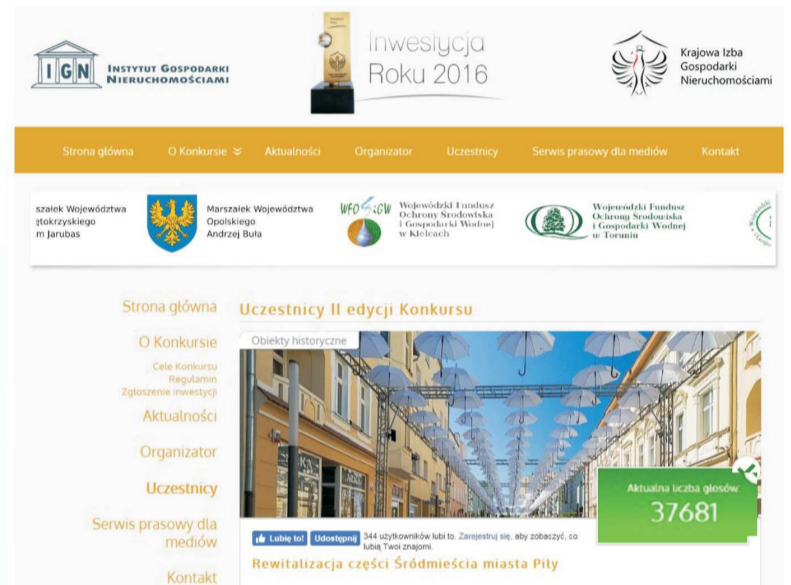 IGN
INSTYTUT GOSPODARKI
NIERUCHOMOŚCIAMI
Inwestycja
Roku 2016
Krajowa Izba
Gospodarki
Nieruchomościami
Strona główna O Konkursie Aktualności Organizator Uczestnicy Serwis prasowy dla mediów Kontakt
szałek Województwa
ętokrzyskiego
m Jarubas
Marszałek Województwa
Opolskiego
Andrzej Buła
WFOŚiGW
Wojewódzki Fundusz
Ochrony Środowiska
i Gospodarki Wodnej
w Kielcach
Wojewódzki Fundusz
Ochrony Środowiska
i Gospodarki Wodnej
w Toruniu
Strona główna
O Konkursie
Cele Konkursu
Regulamin
Zgłoszenie inwestycji
Aktualności
Organizator
Uczestnicy
Serwis prasowy dla
mediów
Kontakt
Uczestnicy II edycji Konkursu
Obiekty historyczne
Aktualna liczba głosów:
37681
Lubię to! Udostępnij 344 użytkowników lubi to. Zarejestruj się, aby zobaczyć, co
lubią Twoi znajomi.
Rewitalizacja części Śródmieścia miasta Piły